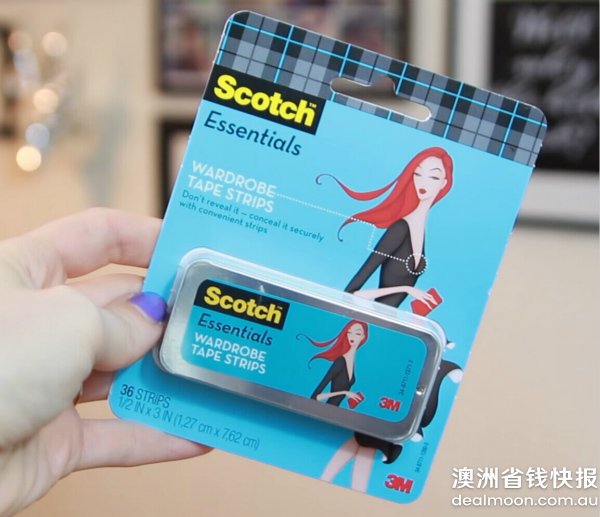 3M
Scotch™
Essentials
WARDROBE
TAPE STRIPS
Don't reveal it – conceal it securely
with convenient strips
Scotch
Essentials
WARDROBE
TAPE STRIPS
3M
36 STRIPS
1/2 IN x 3 IN (1,27 cm x 7,62 cm)
3M
澳洲省钱快报
dealmoon.com.au